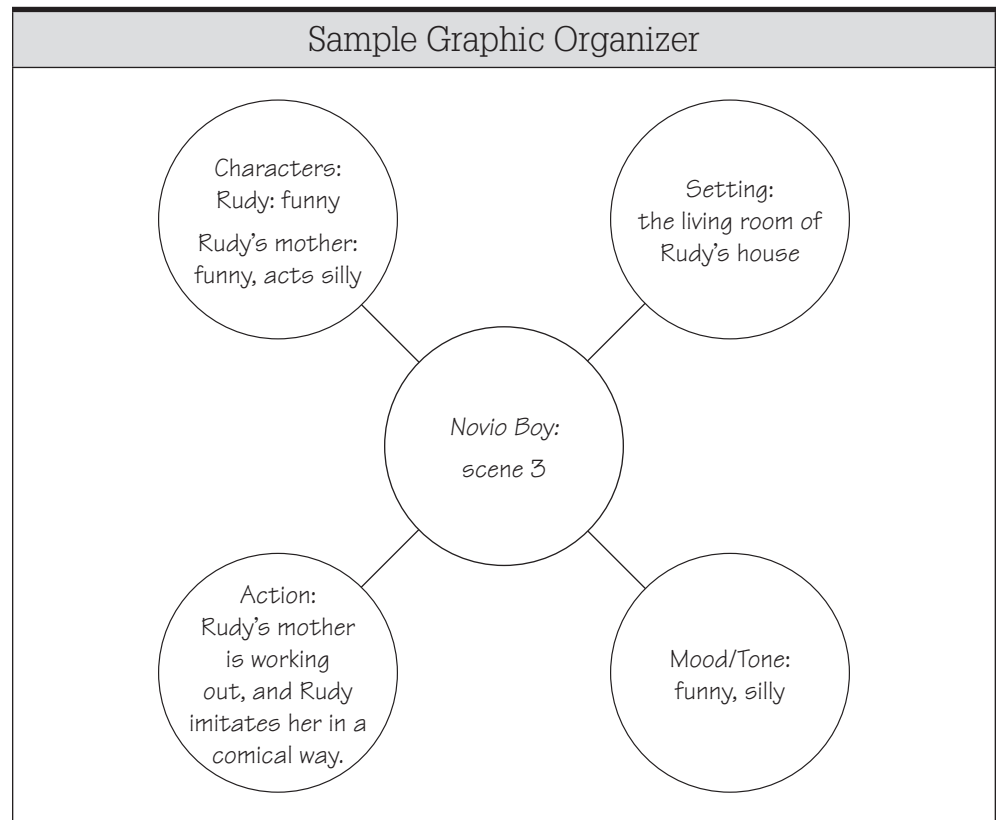 Sample Graphic Organizer
Characters:
Rudy: funny
Rudy's mother:
funny, acts silly
Setting:
the living room of
Rudy's house
Novio Boy:
scene 3
Action:
Rudy's mother
is working
out, and Rudy
imitates her in a
comical way.
Mood/Tone:
funny, silly